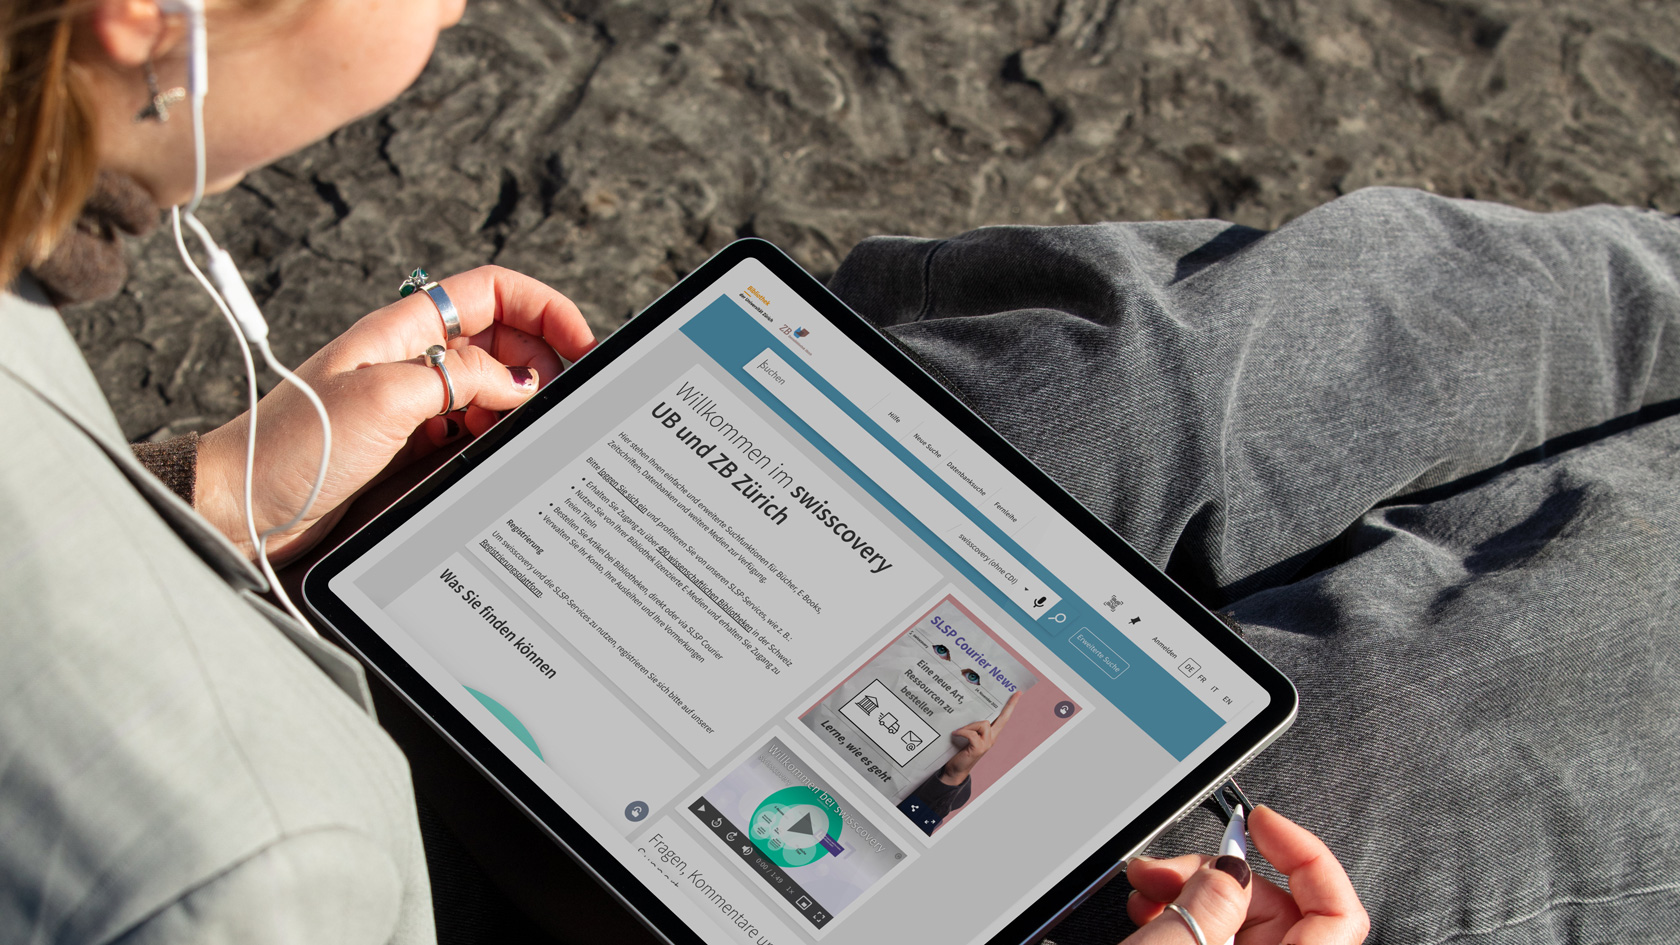 Bibliothek
der Universität Zürich
ZB
Suchen
Hilfe
Neue Suche
Datenbanksuche
Fernleihe
swisscovery (ohne CDI)
Erweiterte Suche
Anmelden
DE
FR
IT
EN
Willkommen im swisscovery
UB und ZB Zürich
Hier stehen Ihnen einfache und erweiterte Suchfunktionen für Bücher, E-Books,
Zeitschriften, Datenbanken und weitere Medien zur Verfügung.
Bitte loggen Sie sich ein und profitieren Sie von unseren SLSP-Services, wie z. B.:
• Erhalten Sie Zugang zu über 490 wissenschaftlichen Bibliotheken in der Schweiz
• Nutzen Sie von Ihrer Bibliothek lizenzierte E-Medien und erhalten Sie Zugang zu
freien Titeln
• Bestellen Sie Artikel bei Bibliotheken, direkt oder via SLSP Courier
• Verwalten Sie Ihr Konto, Ihre Ausleihen und Ihre Vormerkungen
Registrierung
Um swisscovery und die SLSP-Services zu nutzen, registrieren Sie sich bitte auf unserer
Registrierungsplattform.
Was Sie finden können
SLSP Courier News
Eine neue Art,
Ressourcen zu
bestellen
Lerne, wie es geht
Willkommen bei swisscovery
0:00 / 1:49
1x
Fragen, Kommentare